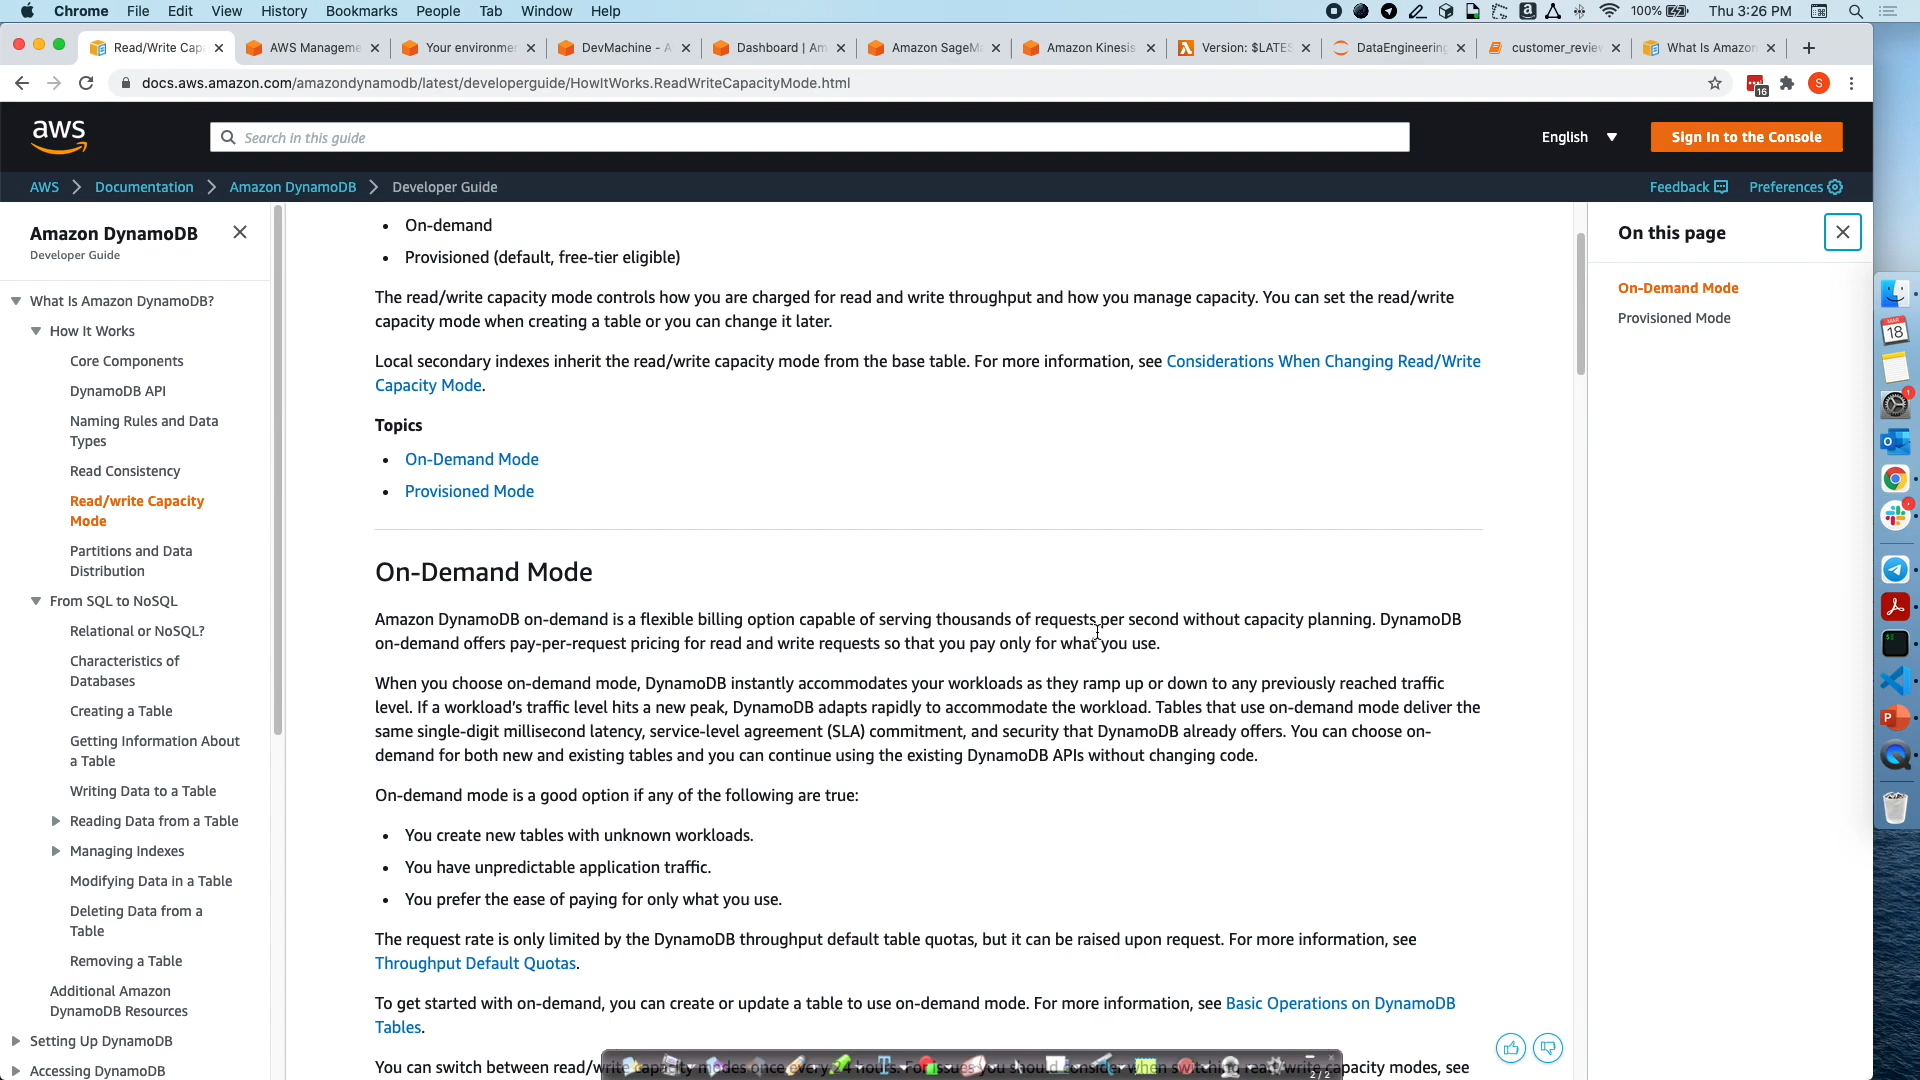 Chrome File Edit View History Bookmarks People Tab Window Help 100% Thu 3:26 PM
Read/Write Cap AWS Manageme Your environme DevMachine - A Dashboard | Am Amazon SageM Amazon Kinesis Version: $LATES DataEngineering customer_review What Is Amazon
docs.aws.amazon.com/amazondynamodb/latest/developerguide/HowItWorks.ReadWriteCapacityMode.html
16
S
aws
Search in this guide
English
Sign In to the Console
AWS Documentation Amazon DynamoDB Developer Guide
Feedback Preferences
Amazon DynamoDB
Developer Guide
What Is Amazon DynamoDB?
How It Works
Core Components
DynamoDB API
Naming Rules and Data
Types
Read Consistency
Read/write Capacity
Mode
Partitions and Data
Distribution
From SQL to NoSQL
Relational or NoSQL?
Characteristics of
Databases
Creating a Table
Getting Information About
a Table
Writing Data to a Table
Reading Data from a Table
Managing Indexes
Modifying Data in a Table
Deleting Data from a
Table
Removing a Table
Additional Amazon
DynamoDB Resources
Setting Up DynamoDB
Accessing DynamoDB
• On-demand
• Provisioned (default, free-tier eligible)
The read/write capacity mode controls how you are charged for read and write throughput and how you manage capacity. You can set the read/write
capacity mode when creating a table or you can change it later.
Local secondary indexes inherit the read/write capacity mode from the base table. For more information, see Considerations When Changing Read/Write
Capacity Mode.
Topics
• On-Demand Mode
• Provisioned Mode
On-Demand Mode
Amazon DynamoDB on-demand is a flexible billing option capable of serving thousands of requests per second without capacity planning. DynamoDB
on-demand offers pay-per-request pricing for read and write requests so that you pay only for what you use.
When you choose on-demand mode, DynamoDB instantly accommodates your workloads as they ramp up or down to any previously reached traffic
level. If a workload's traffic level hits a new peak, DynamoDB adapts rapidly to accommodate the workload. Tables that use on-demand mode deliver the
same single-digit millisecond latency, service-level agreement (SLA) commitment, and security that DynamoDB already offers. You can choose on-
demand for both new and existing tables and you can continue using the existing DynamoDB APIs without changing code.
On-demand mode is a good option if any of the following are true:
• You create new tables with unknown workloads.
• You have unpredictable application traffic.
• You prefer the ease of paying for only what you use.
The request rate is only limited by the DynamoDB throughput default table quotas, but it can be raised upon request. For more information, see
Throughput Default Quotas.
To get started with on-demand, you can create or update a table to use on-demand mode. For more information, see Basic Operations on DynamoDB
Tables.
You can switch between read/write capacity modes once every 24 hours. For issues you should consider when switching read/write capacity modes, see
2/2
On this page
On-Demand Mode
Provisioned Mode
MAR
18
1